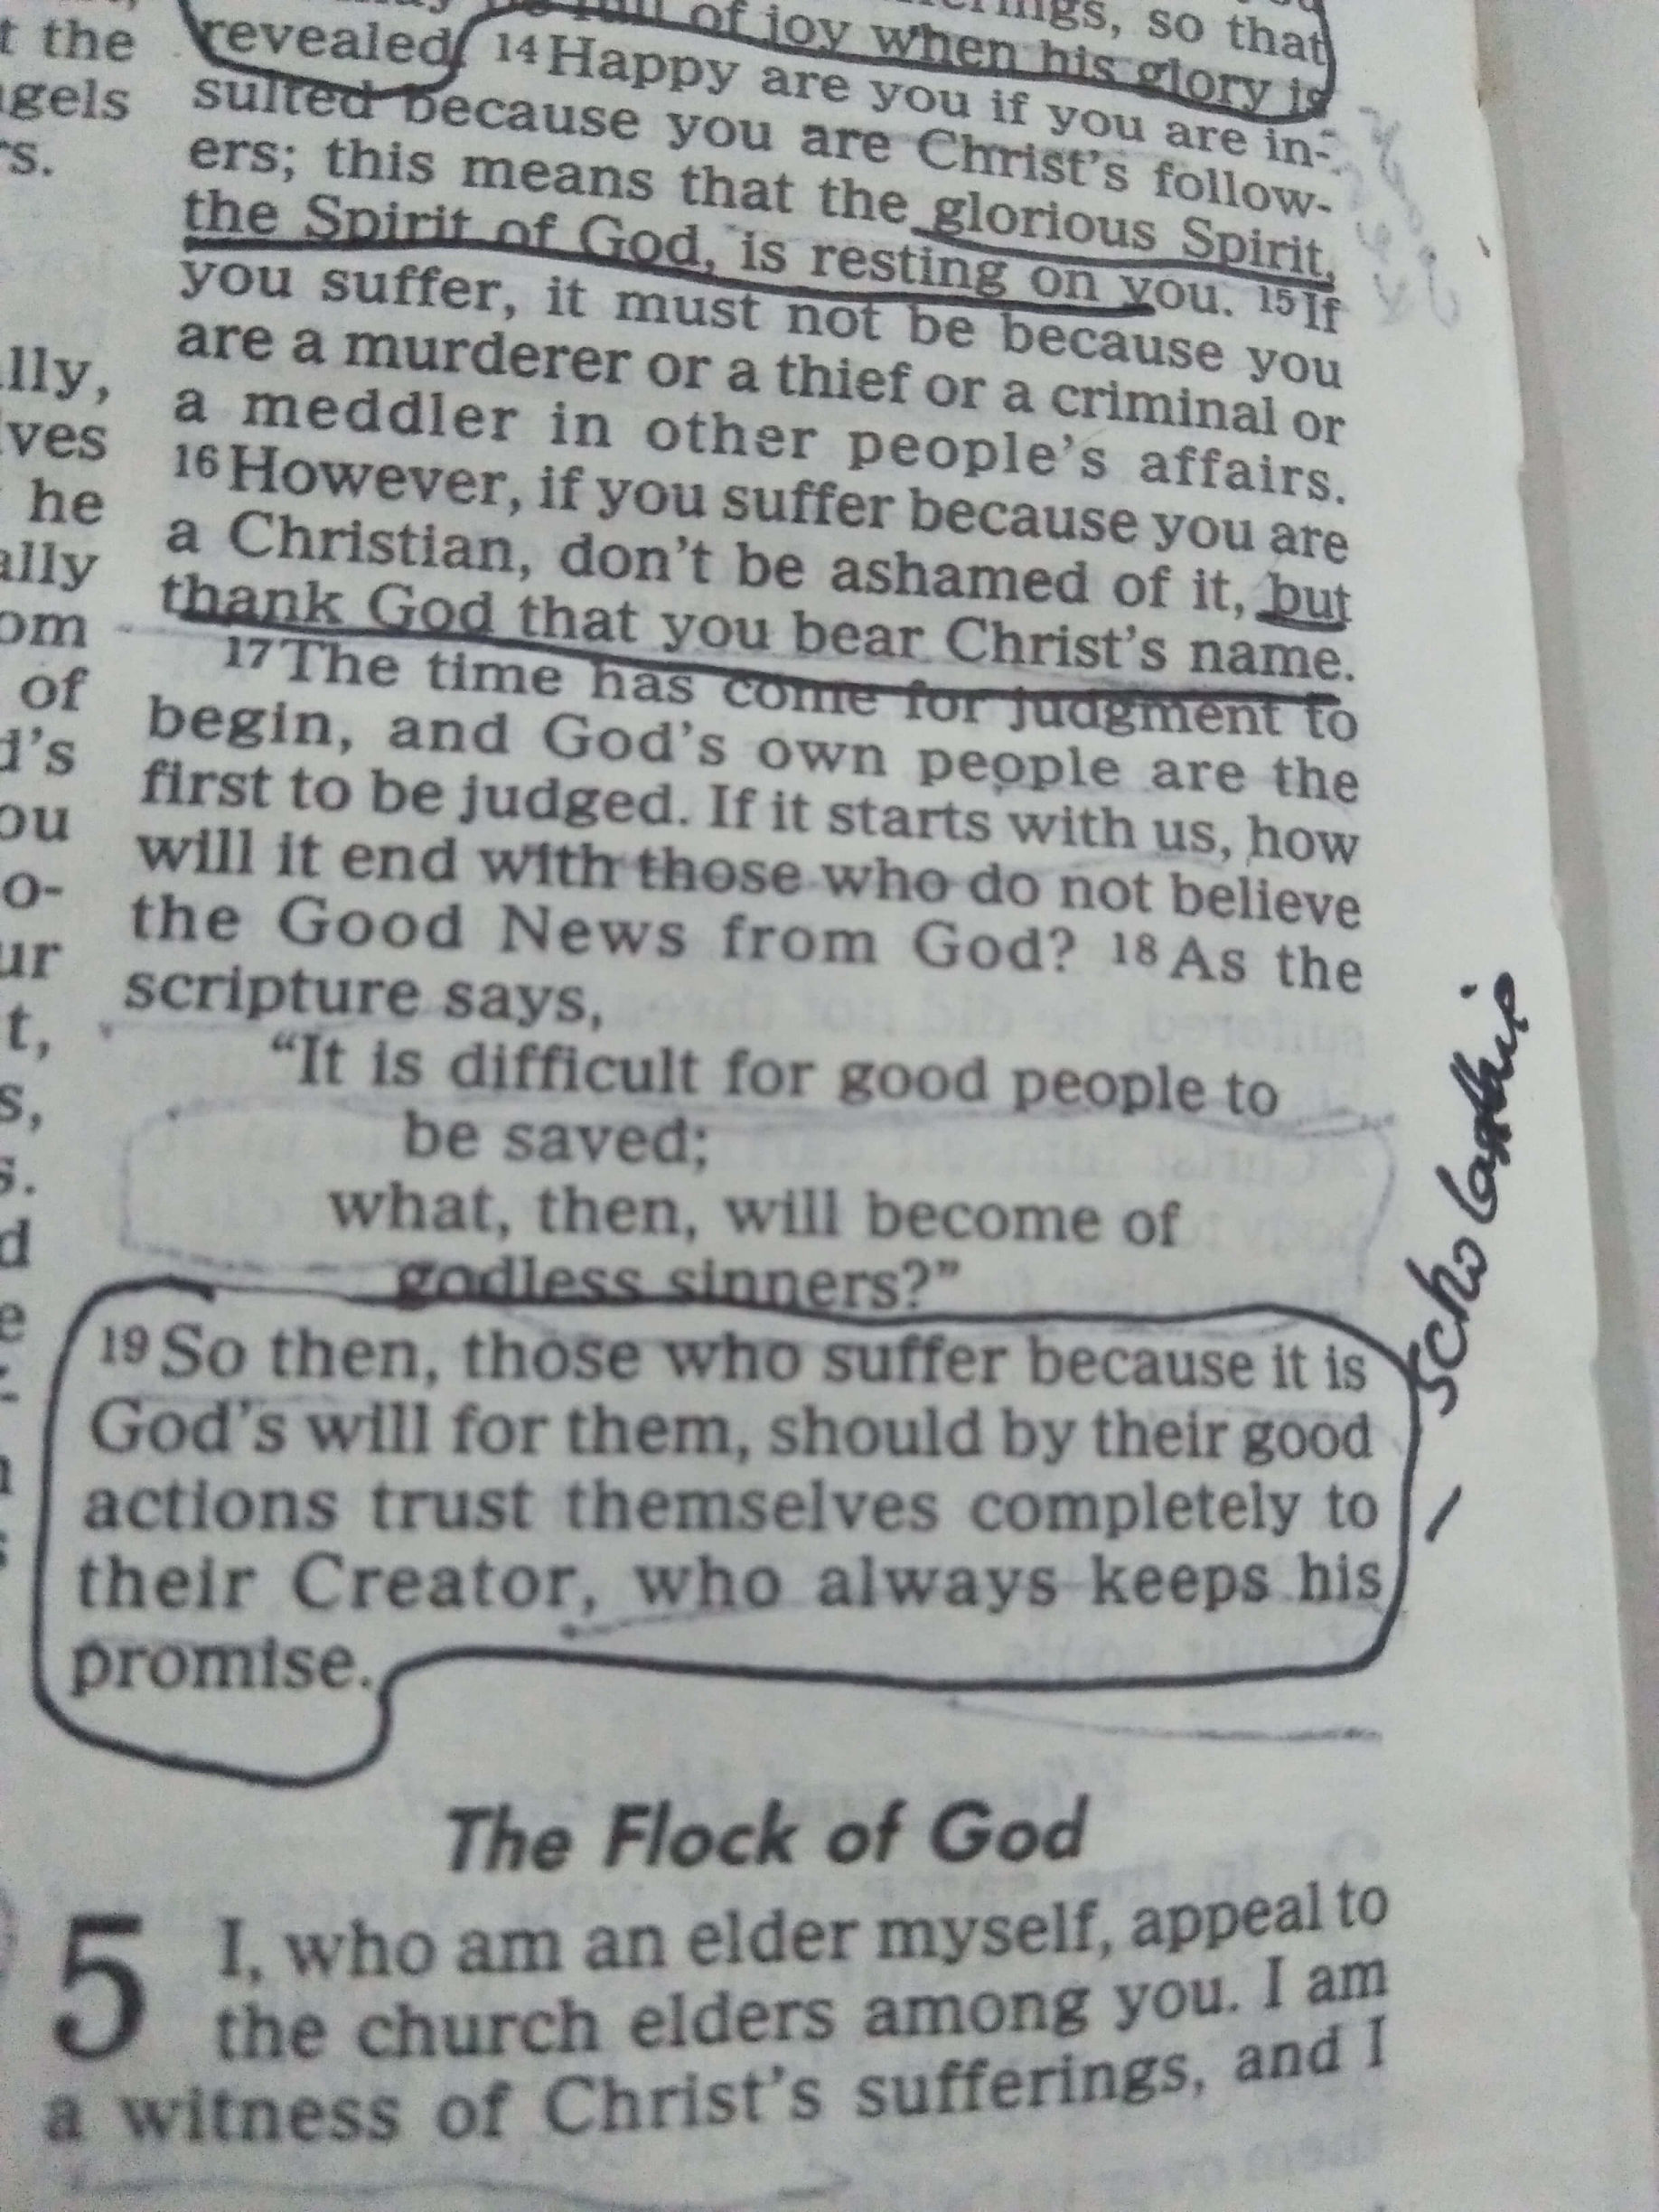 t the
gels
s.
lly,
ves
he
ally
om
of
d's
ou
o-
ur
t,
s,
s.
d
e
so that
of joy when his glory is
revealed. 14 Happy are you if you are in-
sulted because you are Christ's follow-
ers; this means that the glorious Spirit,
the Spirit of God, is resting on you. 15 If
you suffer, it must not be because you
are a murderer or a thief or a criminal or
a meddler in other people's affairs.
16 However, if you suffer because you are
a Christian, don't be ashamed of it, but
thank God that you bear Christ's name.
17 The time has come for judgment to
begin, and God's own people are the
first to be judged. If it starts with us, how
will it end with those who do not believe
the Good News from God? 18 As the
scripture says,
“It is difficult for good people to
be saved;
what, then, will become of
godless sinners?”
19 So then, those who suffer because it is
God's will for them, should by their good
actions trust themselves completely to
their Creator, who always keeps his
promise.
The Flock of God
5 I, who am an elder myself, appeal to
the church elders among you. I am
a witness of Christ's sufferings, and I